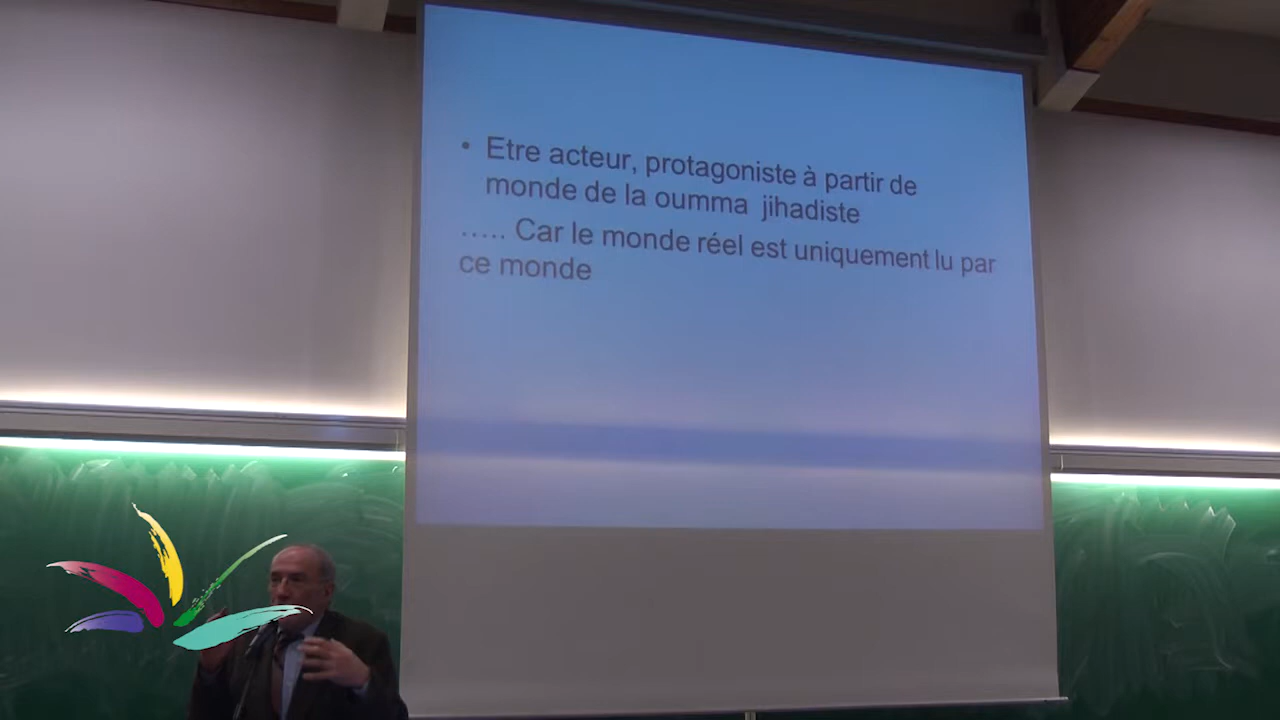 • Etre acteur, protagoniste à partir de
monde de la oumma jihadiste
..... Car le monde réel est uniquement lu par
ce monde